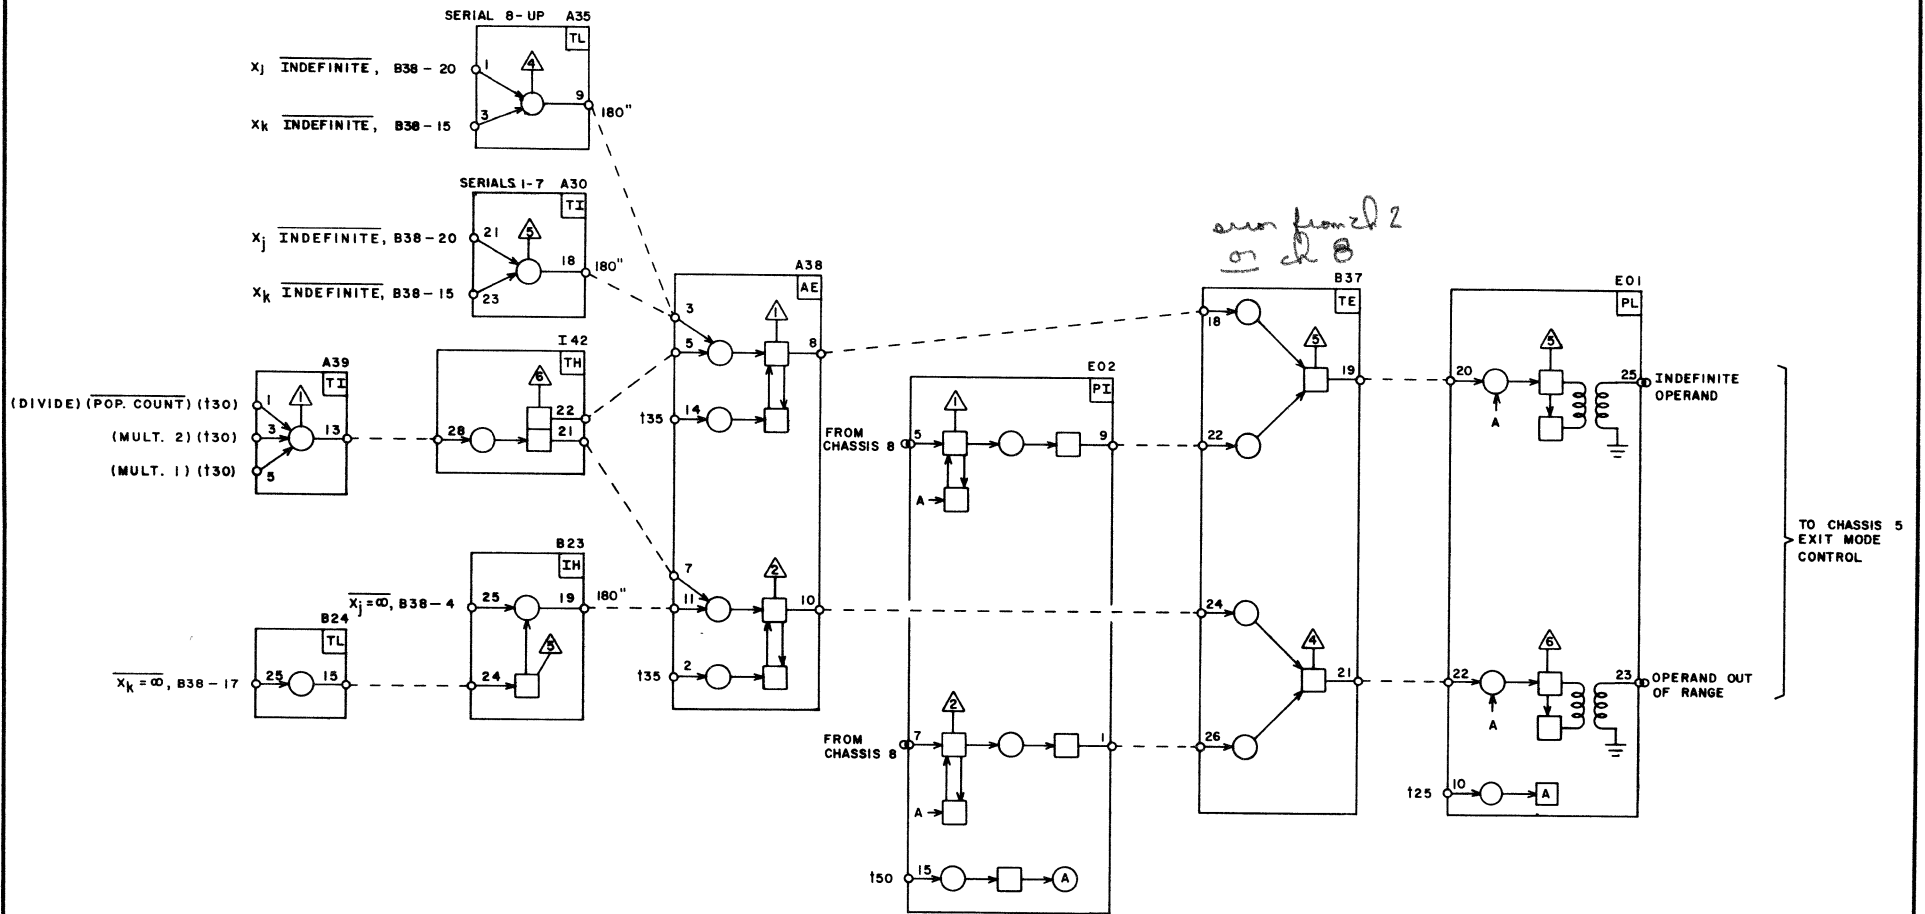 SERIAL 8-UP A35
TL
4
Xj INDEFINITE, B38-20
1
9
180"
Xk INDEFINITE, B38-15
3
SERIALS 1-7 A30
TI
5
Xj INDEFINITE, B38-20
21
18
180"
Xk INDEFINITE, B38-15
23
A39
TI
1
(DIVIDE) (POP. COUNT) (t30)
1
(MULT. 2) (t30)
3
13
(MULT. 1) (t30)
5
I42
TH
6
28
22
21
B24
TL
Xk=∞, B38-17
25
15
B23
IH
Xj=∞, B38-4
25
19
180"
5
24
A38
AE
1
3
5
8
t35
14
2
7
11
10
t35
2
E02
PI
1
FROM
CHASSIS 8
5
9
A
2
FROM
CHASSIS 8
7
1
A
t50
15
A
error from ch 2
or ch 8
B37
TE
18
5
19
22
24
4
21
26
E01
PL
5
20
25
INDEFINITE
OPERAND
A
6
22
23
OPERAND OUT
OF RANGE
A
t25
10
A
TO CHASSIS 5
EXIT MODE
CONTROL